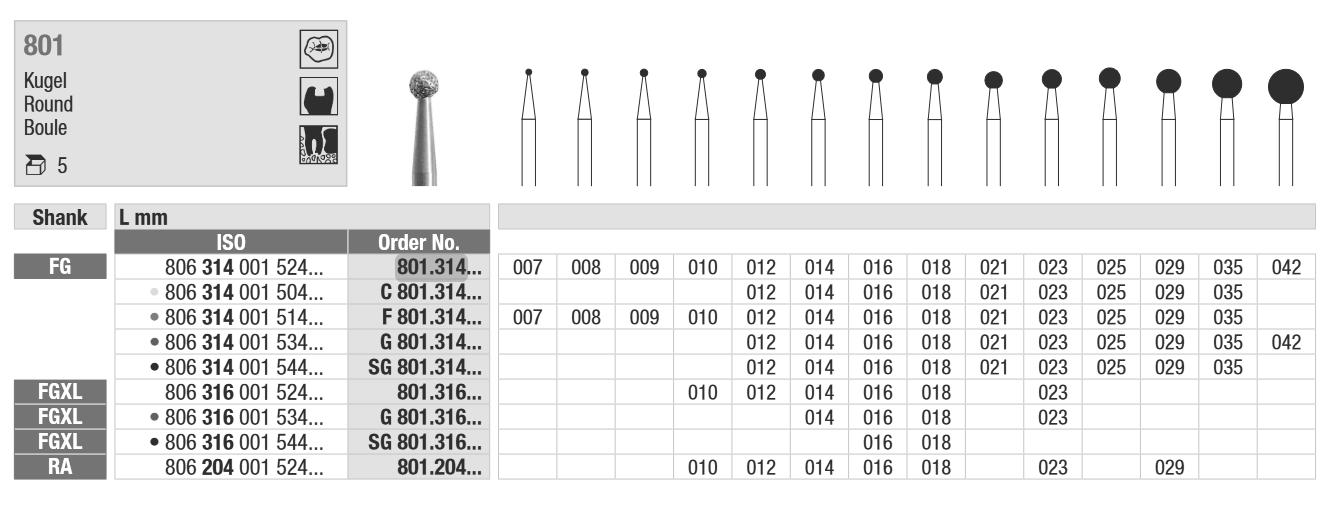 801
Kugel
Round
Boule
5
Shank L mm
ISO Order No.
FG 806 314 001 524... 801.314... 007 008 009 010 012 014 016 018 021 023 025 029 035 042
806 314 001 504... C 801.314... 012 014 016 018 021 023 025 029 035
806 314 001 514... F 801.314... 007 008 009 010 012 014 016 018 021 023 025 029 035
806 314 001 534... G 801.314... 012 014 016 018 021 023 025 029 035 042
806 314 001 544... SG 801.314... 012 014 016 018 021 023 025 029 035
FGXL 806 316 001 524... 801.316... 010 012 014 016 018 023
FGXL 806 316 001 534... G 801.316... 014 016 018 023
FGXL 806 316 001 544... SG 801.316... 016 018
RA 806 204 001 524... 801.204... 010 012 014 016 018 023 029